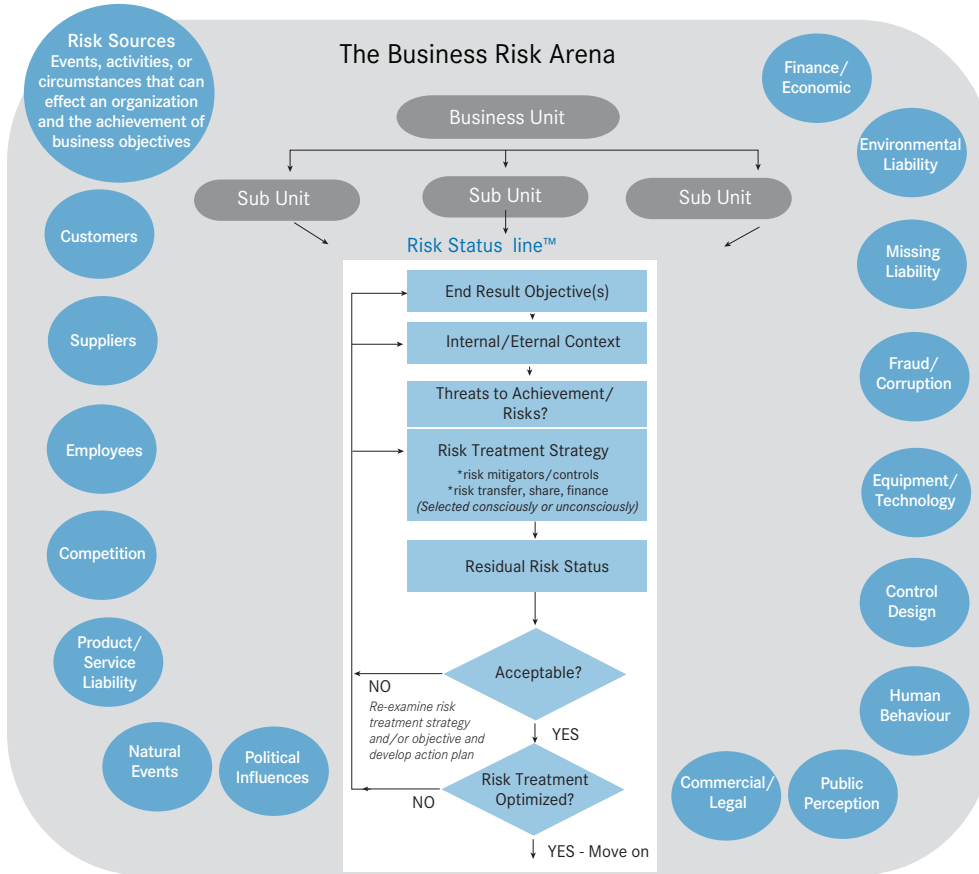 Risk Sources
Events, activities, or
circumstances that can
effect an organization
and the achievement of
business objectives
The Business Risk Arena
Finance/
Economic
Business Unit
Environmental
Liability
Sub Unit
Sub Unit
Sub Unit
Customers
Risk Status line™
Missing
Liability
End Result Objective(s)
Suppliers
Internal/Eternal Context
Fraud/
Corruption
Threats to Achievement/
Risks?
Employees
Risk Treatment Strategy
*risk mitigators/controls
*risk transfer, share, finance
(Selected consciously or unconsciously)
Equipment/
Technology
Competition
Residual Risk Status
Control
Design
Product/
Service
Liability
Acceptable?
NO
Re-examine risk
treatment strategy
and/or objective and
develop action plan
YES
Human
Behaviour
Natural
Events
Political
Influences
Risk Treatment
Optimized?
NO
Commercial/
Legal
Public
Perception
YES - Move on